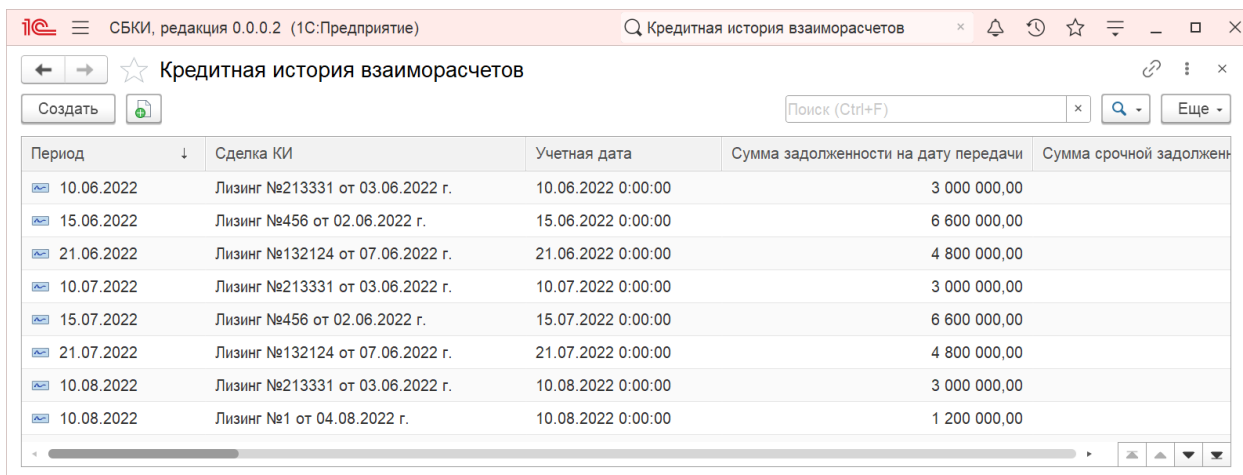 1С СБКИ, редакция 0.0.0.2 (1С:Предприятие) Кредитная история взаиморасчетов
Кредитная история взаиморасчетов
Создать Поиск (Ctrl+F) Еще
Период Сделка КИ Учетная дата Сумма задолженности на дату передачи Сумма срочной задолженн
10.06.2022 Лизинг №213331 от 03.06.2022 г. 10.06.2022 0:00:00 3 000 000,00
15.06.2022 Лизинг №456 от 02.06.2022 г. 15.06.2022 0:00:00 6 600 000,00
21.06.2022 Лизинг №132124 от 07.06.2022 г. 21.06.2022 0:00:00 4 800 000,00
10.07.2022 Лизинг №213331 от 03.06.2022 г. 10.07.2022 0:00:00 3 000 000,00
15.07.2022 Лизинг №456 от 02.06.2022 г. 15.07.2022 0:00:00 6 600 000,00
21.07.2022 Лизинг №132124 от 07.06.2022 г. 21.07.2022 0:00:00 4 800 000,00
10.08.2022 Лизинг №213331 от 03.06.2022 г. 10.08.2022 0:00:00 3 000 000,00
10.08.2022 Лизинг №1 от 04.08.2022 г. 10.08.2022 0:00:00 1 200 000,00